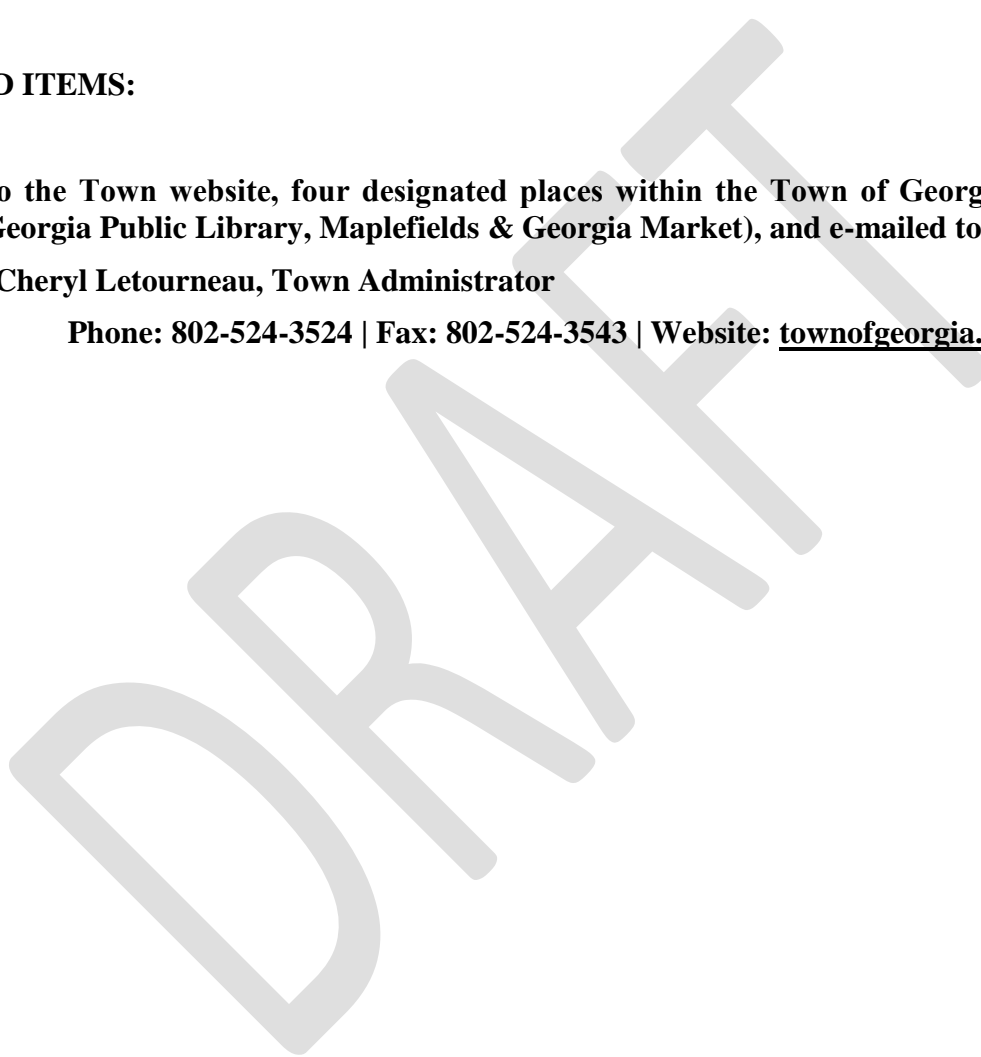 D ITEMS:
o the Town website, four designated places within the Town of Georg
Georgia Public Library, Maplefields & Georgia Market), and e-mailed to
Cheryl Letourneau, Town Administrator
Phone: 802-524-3524 | Fax: 802-524-3543 | Website: townofgeorgia.
DRAFT